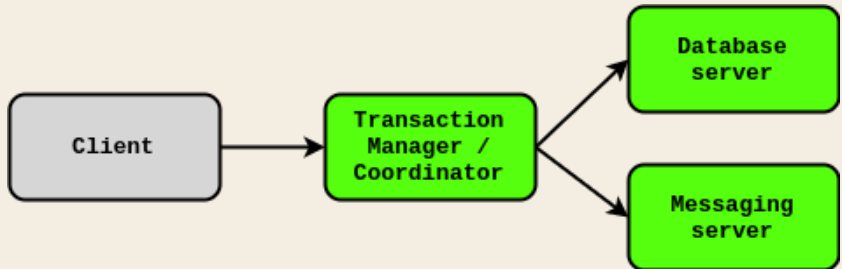 Client
Transaction
Manager /
Coordinator
Database
server
Messaging
server